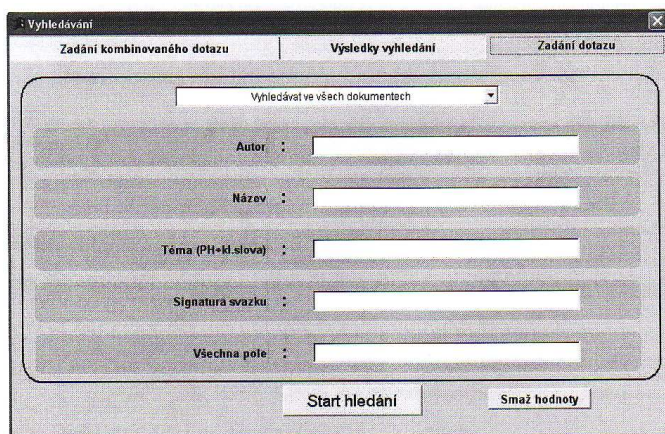 Vyhledávání
Zadání kombinovaného dotazu
Výsledky vyhledání
Zadání dotazu
Vyhledávat ve všech dokumentech
Autor :
Název :
Téma (PH+kl.slova) :
Signatura svazku :
Všechna pole :
Start hledání
Smaž hodnoty